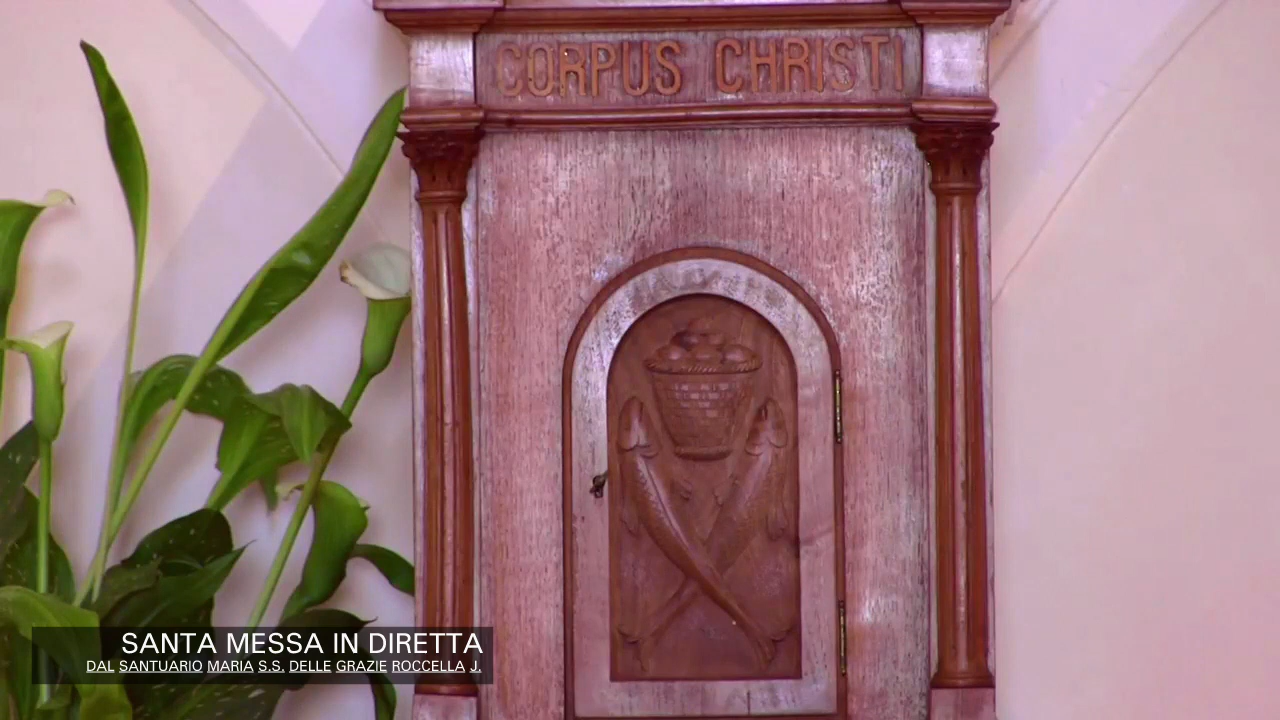 CORPUS CHRISTI
SANTA MESSA IN DIRETTA
DAL SANTUARIO MARIA S.S. DELLE GRAZIE ROCCELLA J.